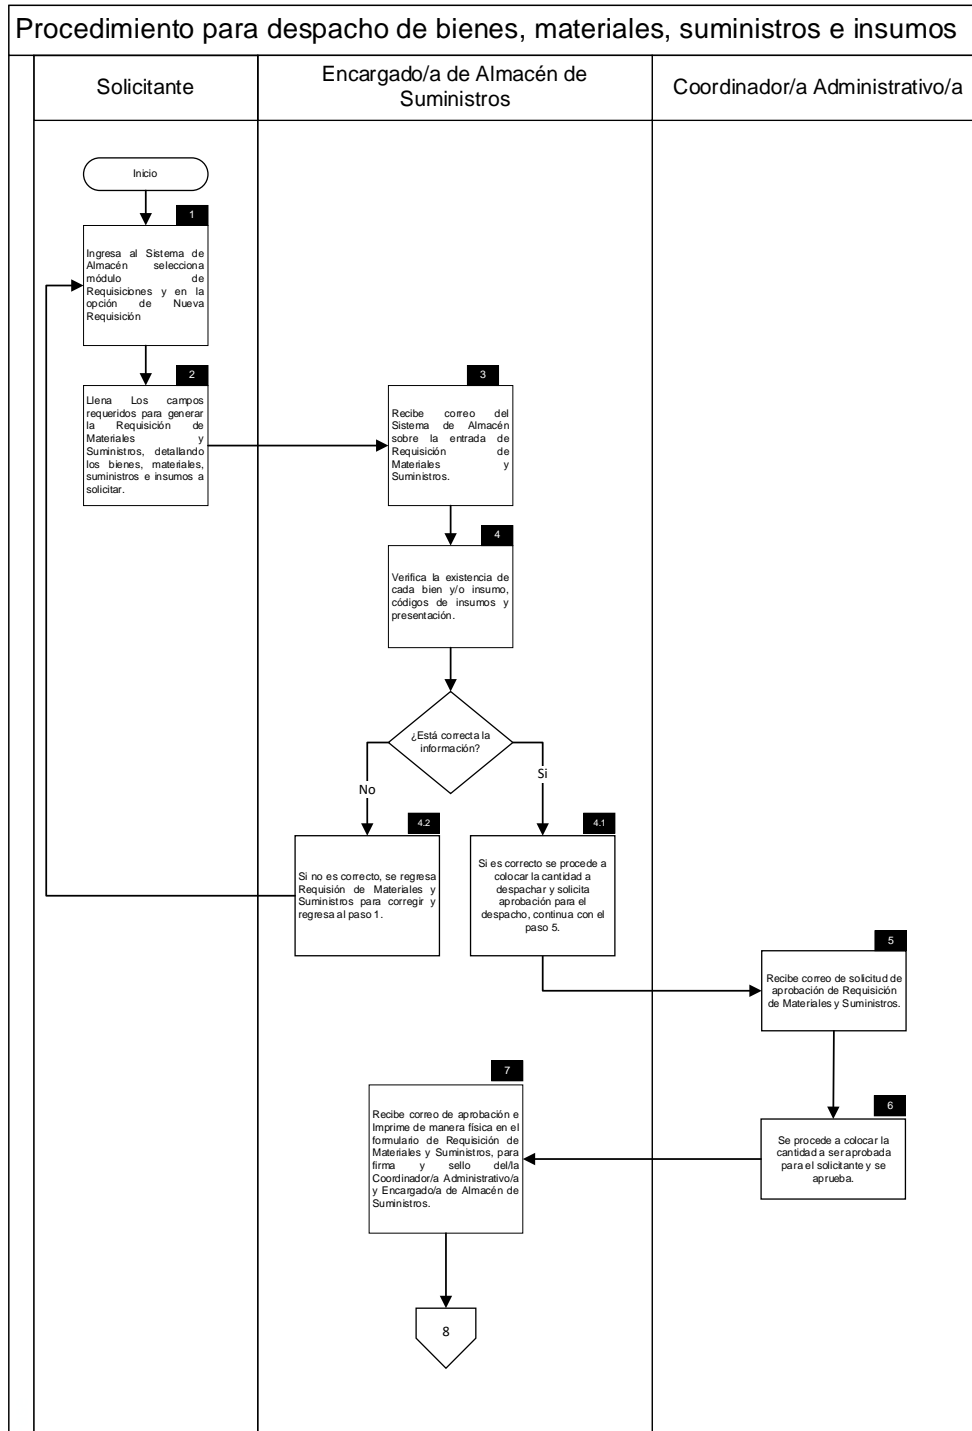 Procedimiento para despacho de bienes, materiales, suministros e insumos
Solicitante
Encargado/a de Almacén de
Suministros
Coordinador/a Administrativo/a
Inicio
1
Ingresa al Sistema de
Almacén selecciona
módulo de
Requisiciones y en la
opción de Nueva
Requisición
2
Llena Los campos
requeridos para generar
la Requisición de
Materiales y
Suministros, detallando
los bienes, materiales,
suministros e insumos a
solicitar.
3
Recibe correo del
Sistema de Almacén
sobre la entrada de
Requisición de
Materiales y
Suministros.
4
Verifica la existencia de
cada bien y/o insumo,
códigos de insumos y
presentación.
¿Está correcta la
información?
No
Si
4.2
Si no es correcto, se regresa
Requisión de Materiales y
Suministros para corregir y
regresa al paso 1.
4.1
Si es correcto se procede a
colocar la cantidad a
despachar y solicita
aprobación para el
despacho, continua con el
paso 5.
5
Recibe correo de solicitud de
aprobación de Requisición
de Materiales y Suministros.
6
Se procede a colocar la
cantidad a ser aprobada
para el solicitante y se
aprueba.
7
Recibe correo de aprobación e
Imprime de manera física en el
formulario de Requisición de
Materiales y Suministros, para
firma y sello del/la
Coordinador/a Administrativo/a
y Encargado/a de Almacén de
Suministros.
8